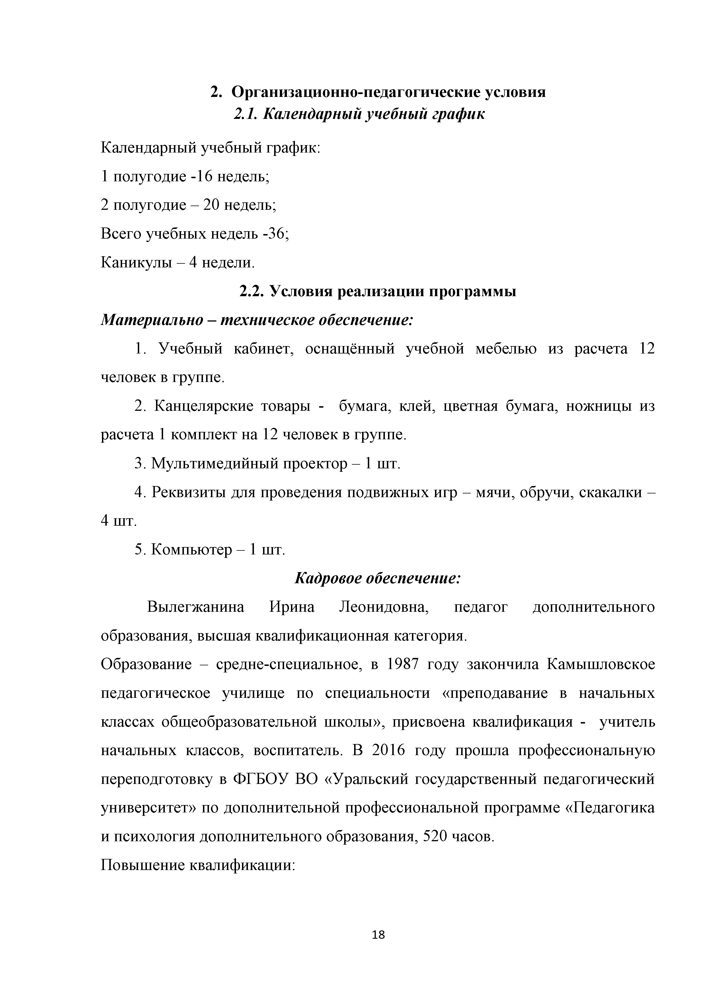 2. Организационно-педагогические условия
2.1. Календарный учебный график
Календарный учебный график:
1 полугодие -16 недель;
2 полугодие – 20 недель;
Всего учебных недель -36;
Каникулы – 4 недели.
2.2. Условия реализации программы
Материально – техническое обеспечение:
1. Учебный кабинет, оснащённый учебной мебелью из расчета 12
человек в группе.
2. Канцелярские товары - бумага, клей, цветная бумага, ножницы из
расчета 1 комплект на 12 человек в группе.
3. Мультимедийный проектор – 1 шт.
4. Реквизиты для проведения подвижных игр – мячи, обручи, скакалки –
4 шт.
5. Компьютер – 1 шт.
Кадровое обеспечение:
Вылегжанина Ирина Леонидовна, педагог дополнительного
образования, высшая квалификационная категория.
Образование – средне-специальное, в 1987 году закончила Камышловское
педагогическое училище по специальности «преподавание в начальных
классах общеобразовательной школы», присвоена квалификация - учитель
начальных классов, воспитатель. В 2016 году прошла профессиональную
переподготовку в ФГБОУ ВО «Уральский государственный педагогический
университет» по дополнительной профессиональной программе «Педагогика
и психология дополнительного образования, 520 часов.
Повышение квалификации:
18